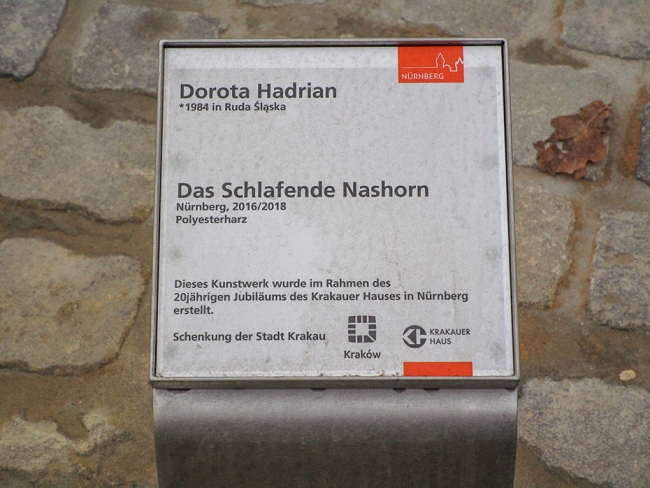 NÜRNBERG
Dorota Hadrian
*1984 in Ruda Śląska
Das Schlafende Nashorn
Nürnberg, 2016/2018
Polyesterharz
Dieses Kunstwerk wurde im Rahmen des
20jährigen Jubiläums des Krakauer Hauses in Nürnberg
erstellt.
Schenkung der Stadt Krakau
Kraków
KRAKAUER
HAUS